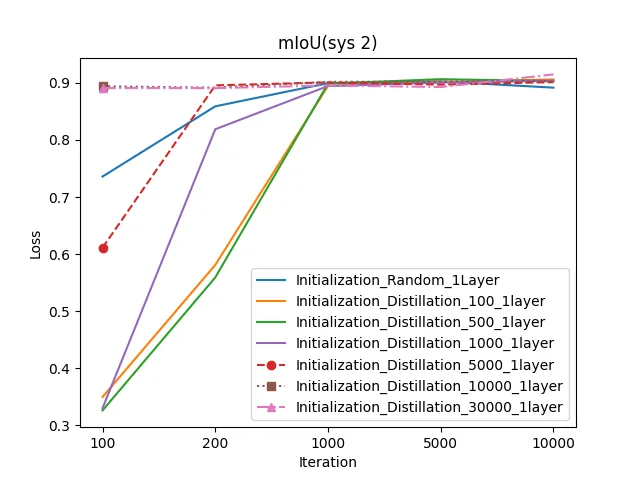 mIoU(sys 2)
0.9
0.8
0.7
0.6
0.5
0.4
0.3
Loss
100
200
1000
5000
10000
Iteration
Initialization_Random_1Layer
Initialization_Distillation_100_1layer
Initialization_Distillation_500_1layer
Initialization_Distillation_1000_1layer
Initialization_Distillation_5000_1layer
Initialization_Distillation_10000_1layer
Initialization_Distillation_30000_1layer